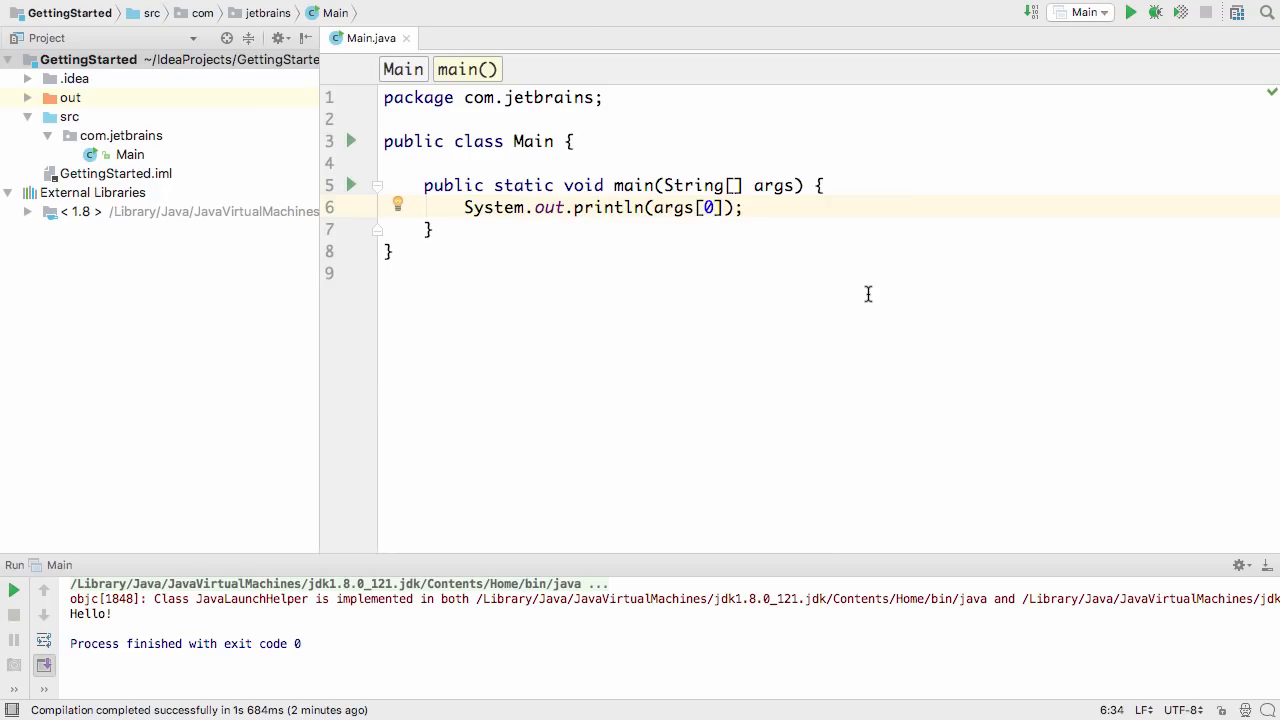 GettingStarted src com jetbrains Main Main
Project
Main.java
GettingStarted ~/IdeaProjects/GettingStarte
.idea
out
src
com.jetbrains
Main
GettingStarted.iml
External Libraries
< 1.8 > /Library/Java/JavaVirtualMachines
Main main()
1 package com.jetbrains;
2
3 public class Main {
4
5 public static void main(String[] args) {
6 System.out.println(args[0]);
7 }
8 }
9
Run Main
/Library/Java/JavaVirtualMachines/jdk1.8.0_121.jdk/Contents/Home/bin/java ...
objc[1848]: Class JavaLaunchHelper is implemented in both /Library/Java/JavaVirtualMachines/jdk1.8.0_121.jdk/Contents/Home/bin/java and /Library/Java/JavaVirtualMachines/jdk
Hello!
Process finished with exit code 0
Compilation completed successfully in 1s 684ms (2 minutes ago) 6:34 LF UTF-8